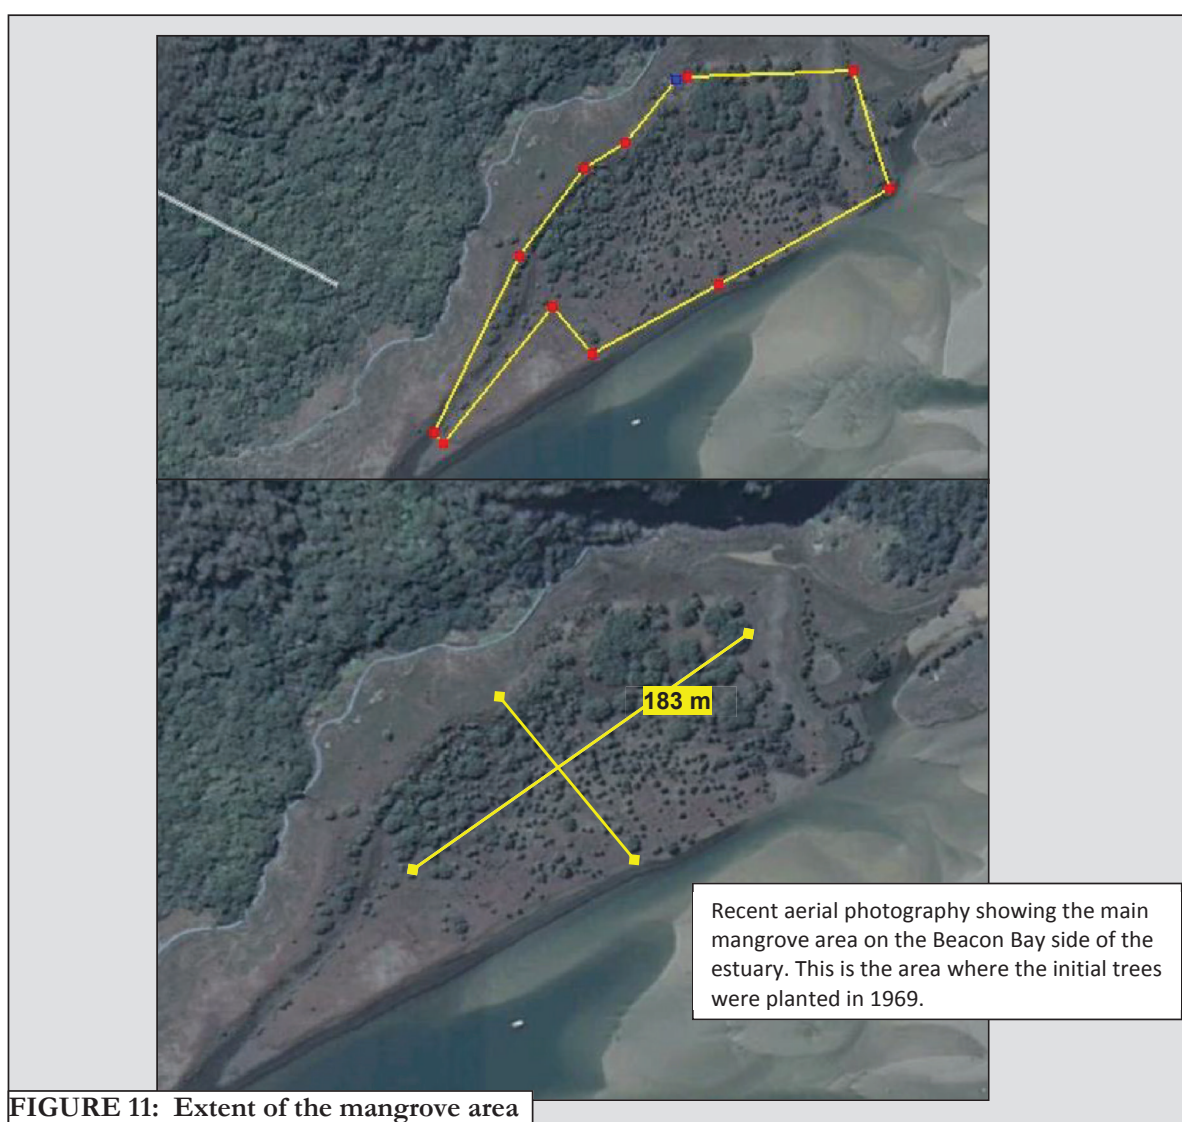 183 m
Recent aerial photography showing the main
mangrove area on the Beacon Bay side of the
estuary. This is the area where the initial trees
were planted in 1969.
FIGURE 11: Extent of the mangrove area